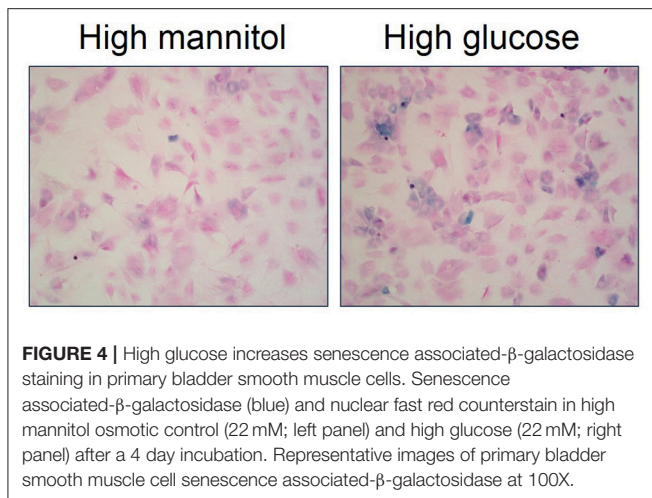 High mannitol High glucose
FIGURE 4 | High glucose increases senescence associated-β-galactosidase
staining in primary bladder smooth muscle cells. Senescence
associated-β-galactosidase (blue) and nuclear fast red counterstain in high
mannitol osmotic control (22 mM; left panel) and high glucose (22 mM; right
panel) after a 4 day incubation. Representative images of primary bladder
smooth muscle cell senescence associated-β-galactosidase at 100X.